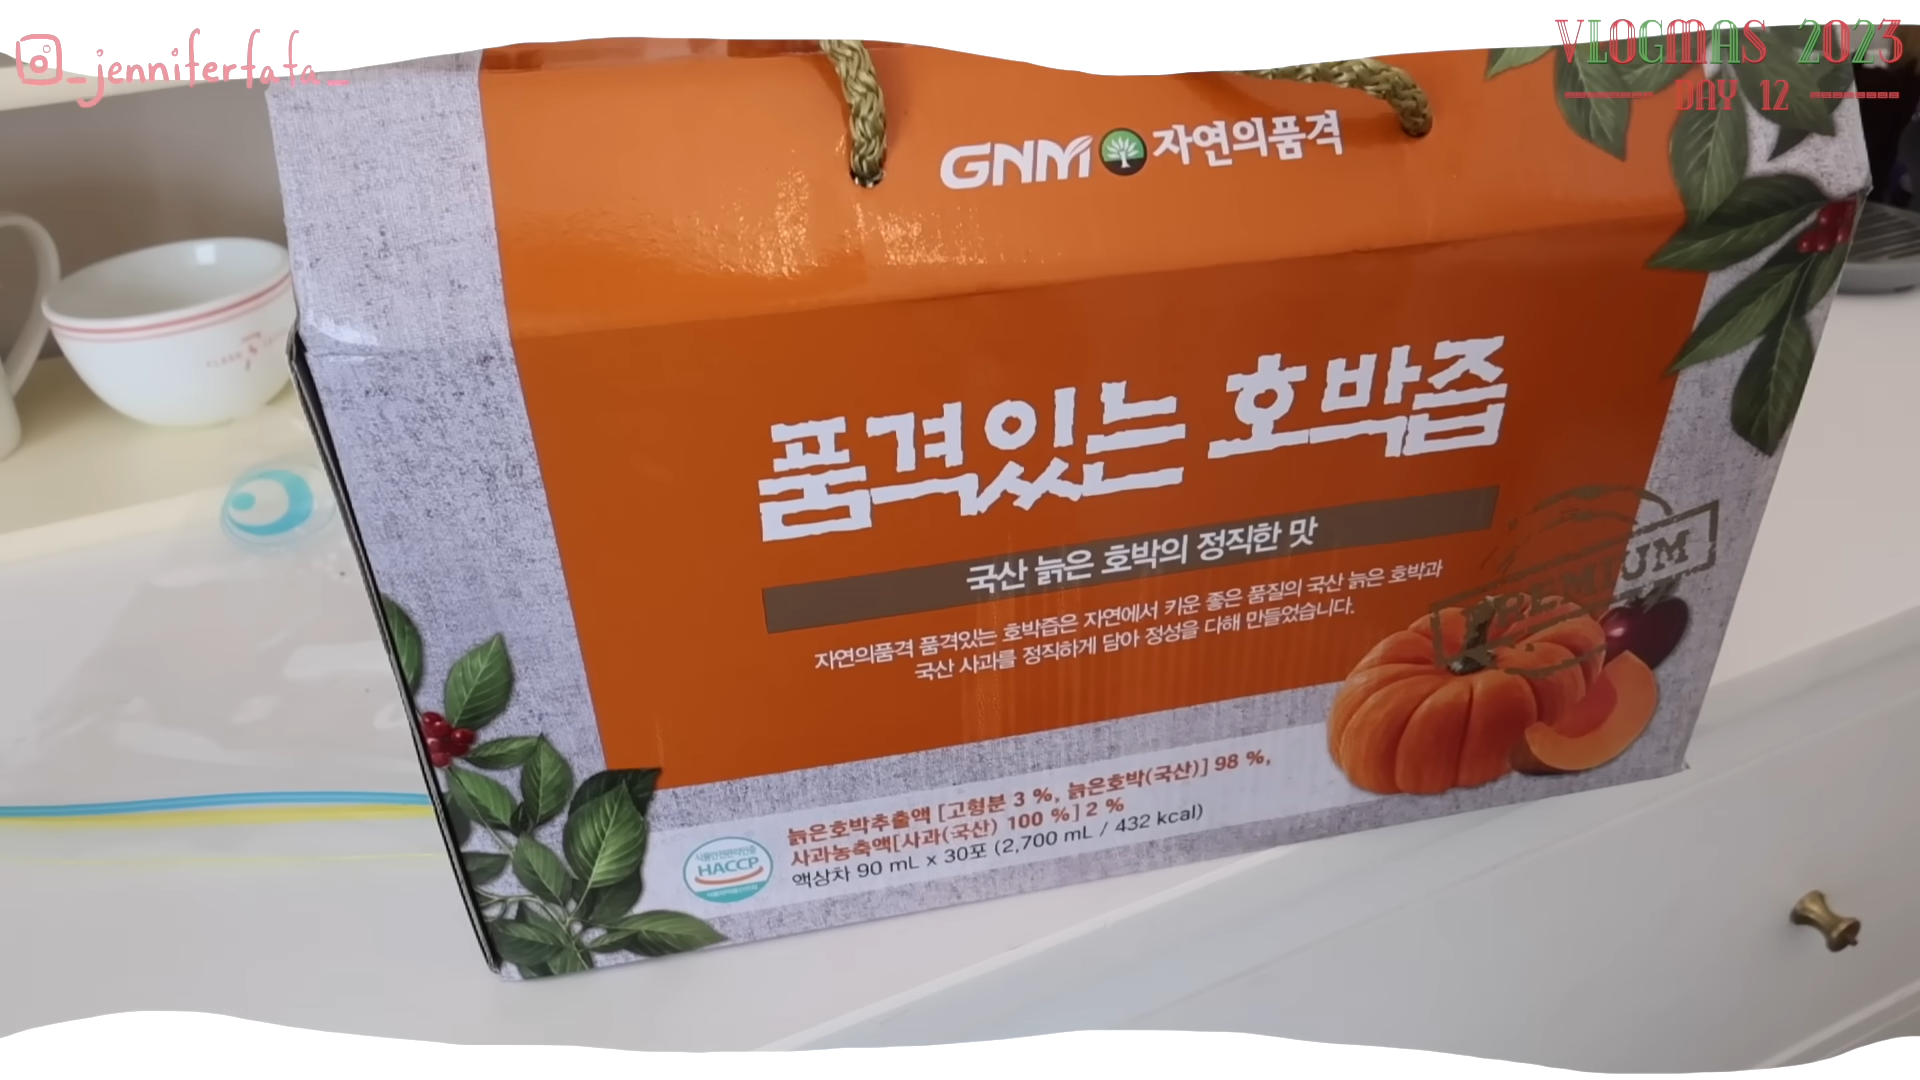 _jenniferfafa_
VLOGMAS 2023
DAY 12
GNM 자연의품격
품격있는 호박즙
국산 늙은 호박의 정직한 맛
자연의품격 품격있는 호박즙은 자연에서 키운 좋은 품질의 국산 늙은 호박과
국산 사과를 정직하게 담아 정성을 다해 만들었습니다.
PREMIUM
늙은호박추출액 [고형분 3 %, 늙은호박(국산)] 98 %,
사과농축액[사과(국산) 100 %] 2 %
액상차 90 mL x 30포 (2,700 mL / 432 kcal)
HACCP